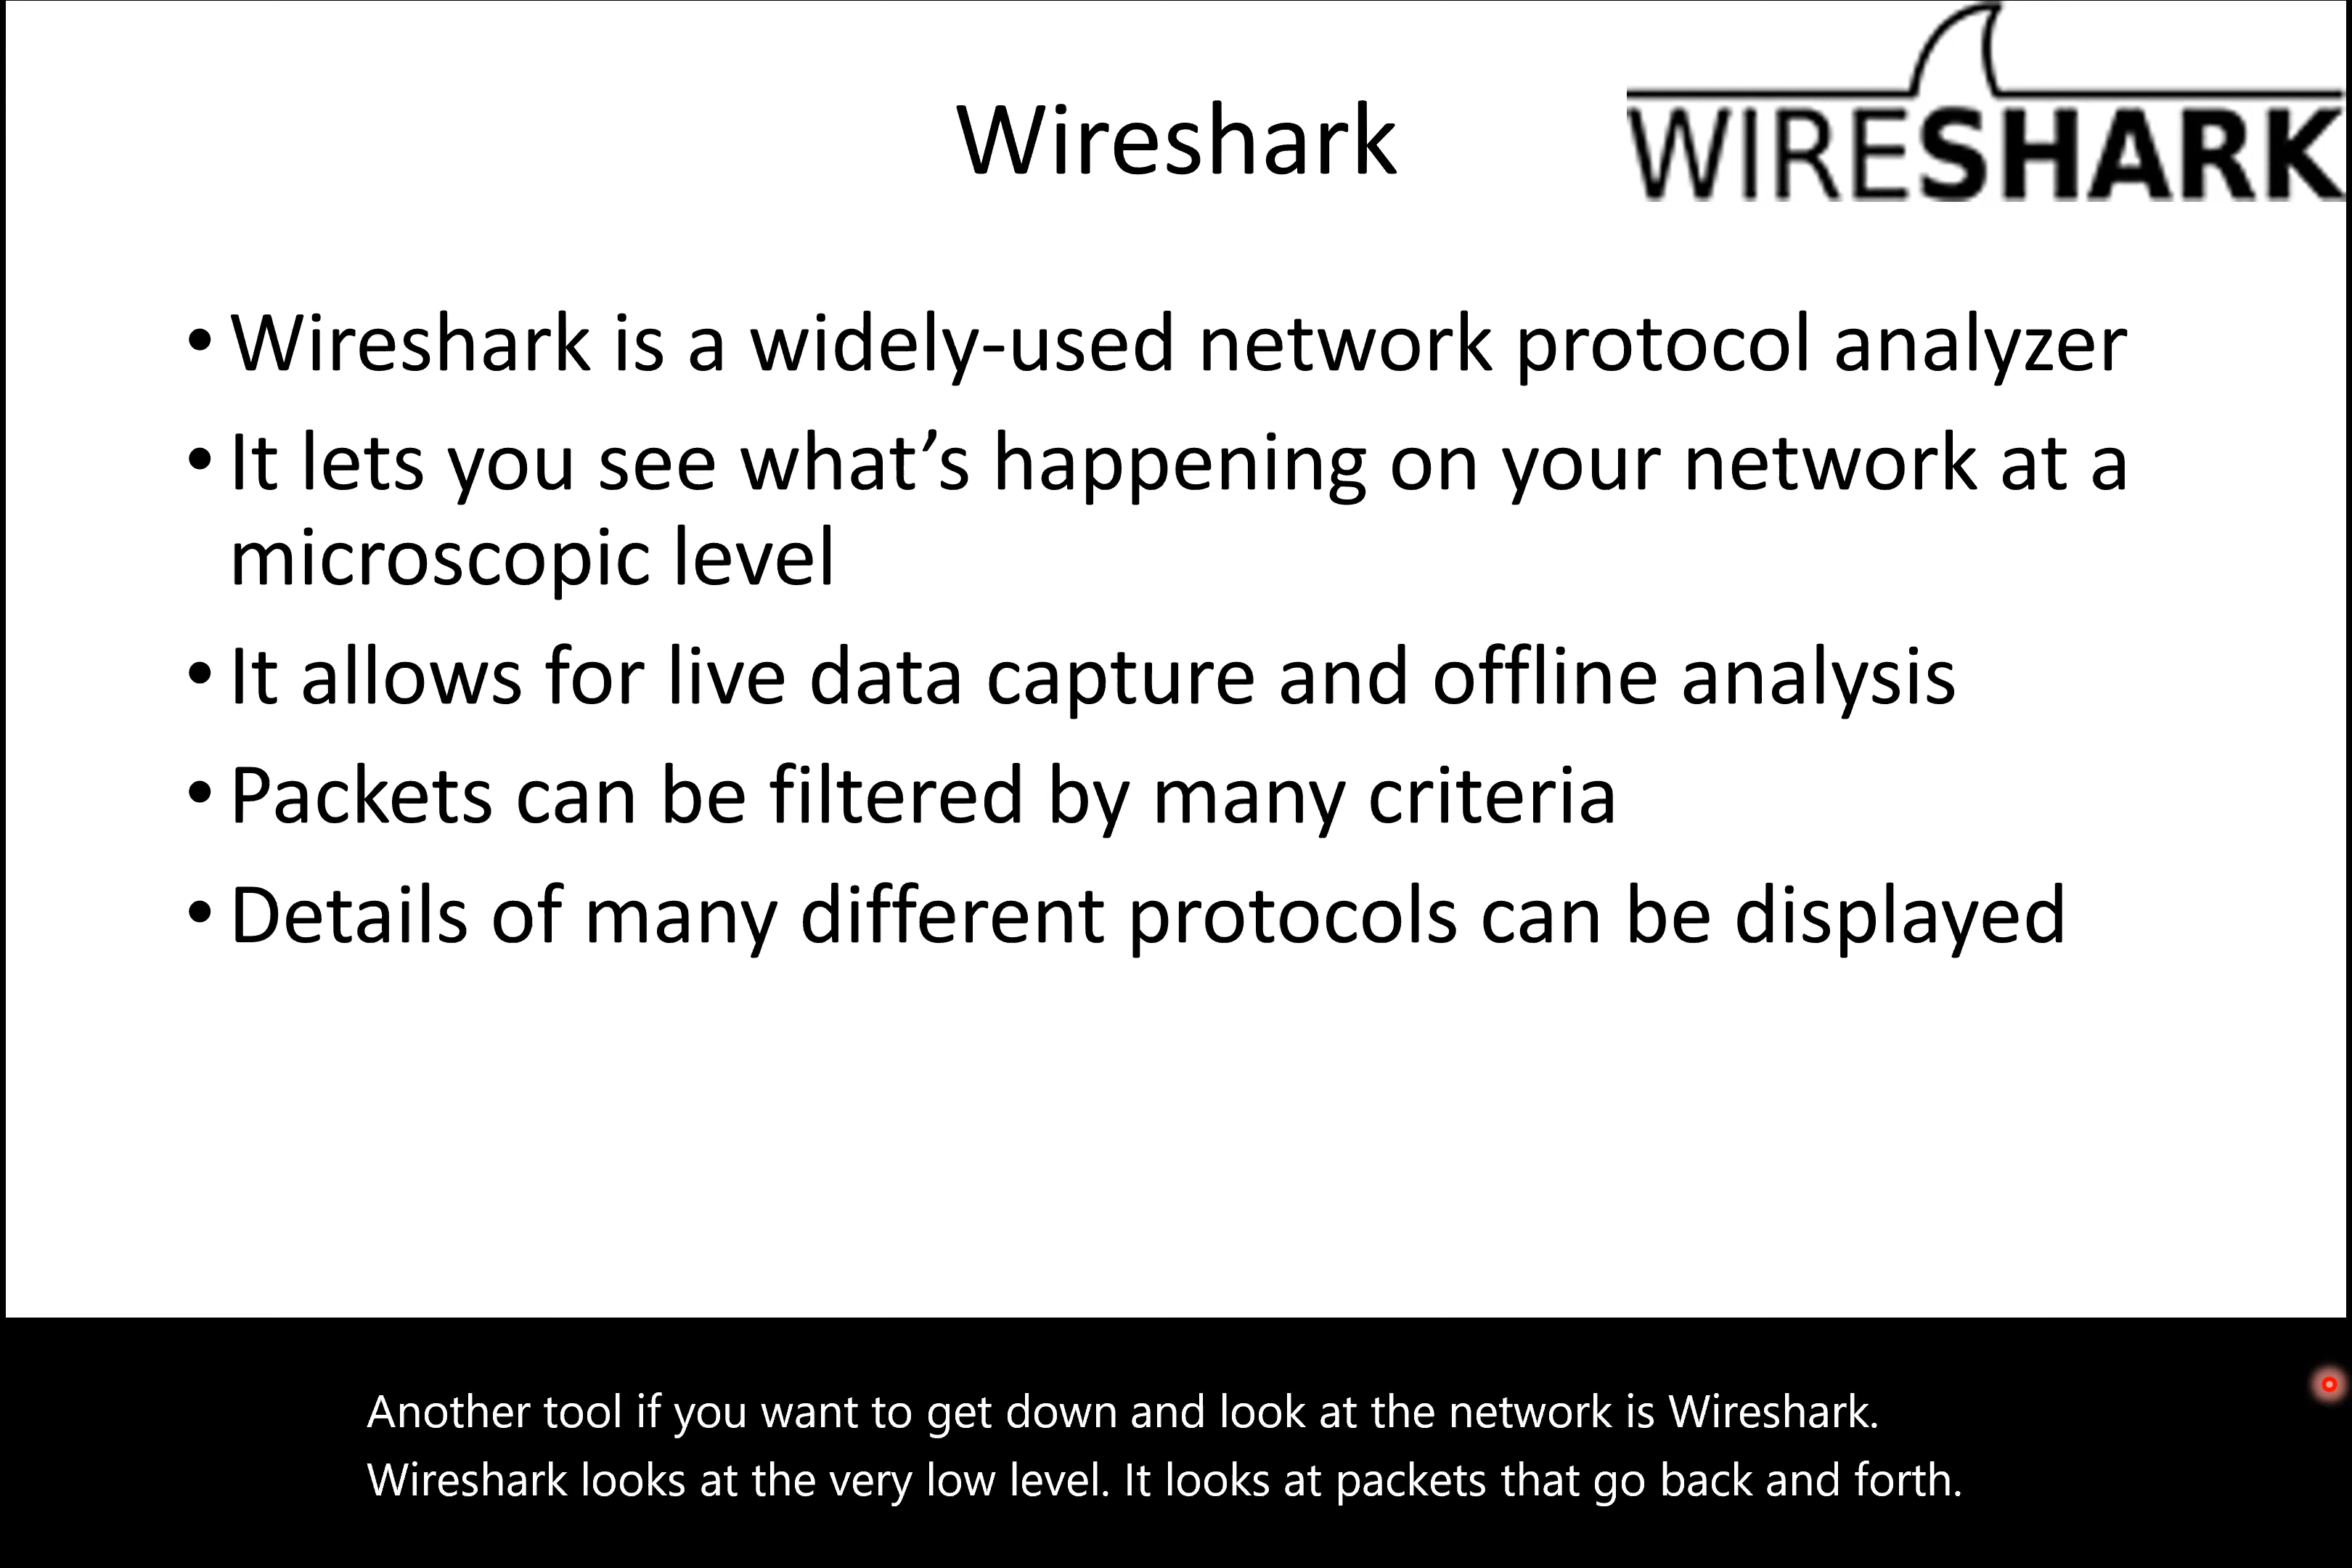 Wireshark
WIRESHARK
• Wireshark is a widely-used network protocol analyzer
• It lets you see what’s happening on your network at a
microscopic level
• It allows for live data capture and offline analysis
• Packets can be filtered by many criteria
• Details of many different protocols can be displayed
Another tool if you want to get down and look at the network is Wireshark.
Wireshark looks at the very low level. It looks at packets that go back and forth.